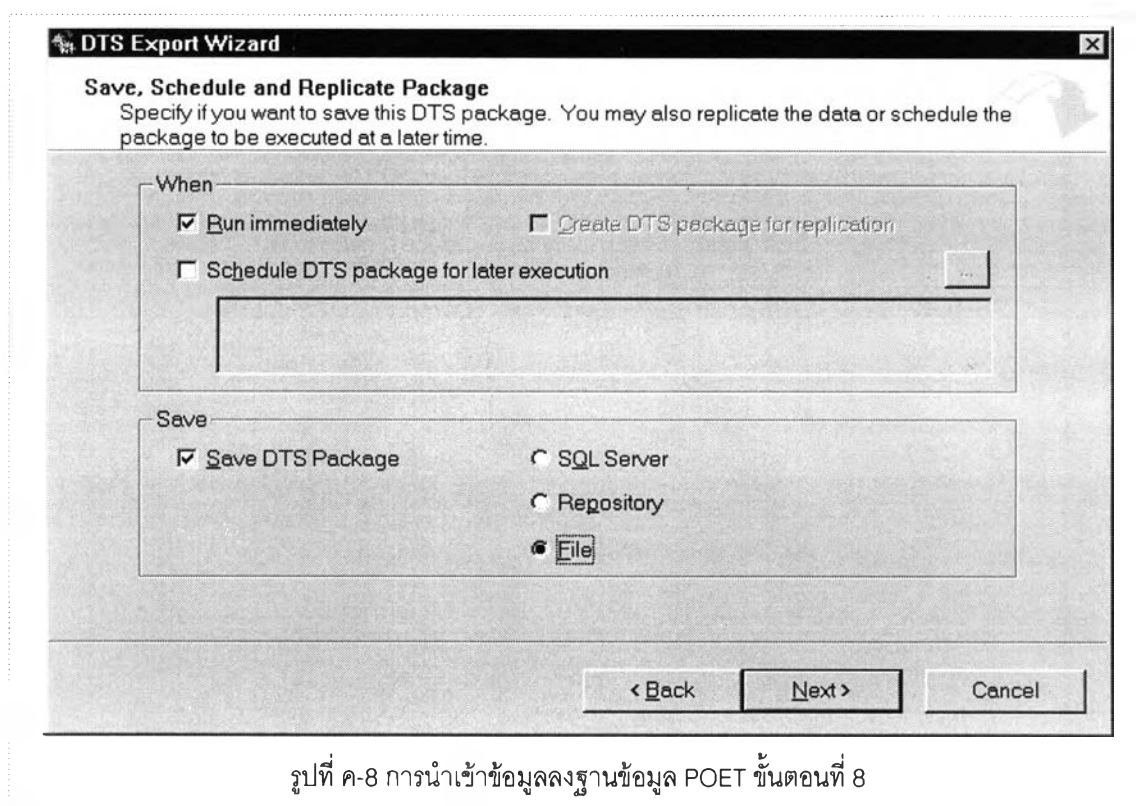 DTS Export Wizard
Save, Schedule and Replicate Package
Specify if you want to save this DTS package. You may also replicate the data or schedule the
package to be executed at a later time.
When
Run immediately
Create DTS package for replication
Schedule DTS package for later execution
...
Save
Save DTS Package
SQL Server
Repository
File
< Back
Next >
Cancel
รูปที่ ค-8 การนำเข้าข้อมูลลงฐานข้อมูล POET ขั้นตอนที่ 8